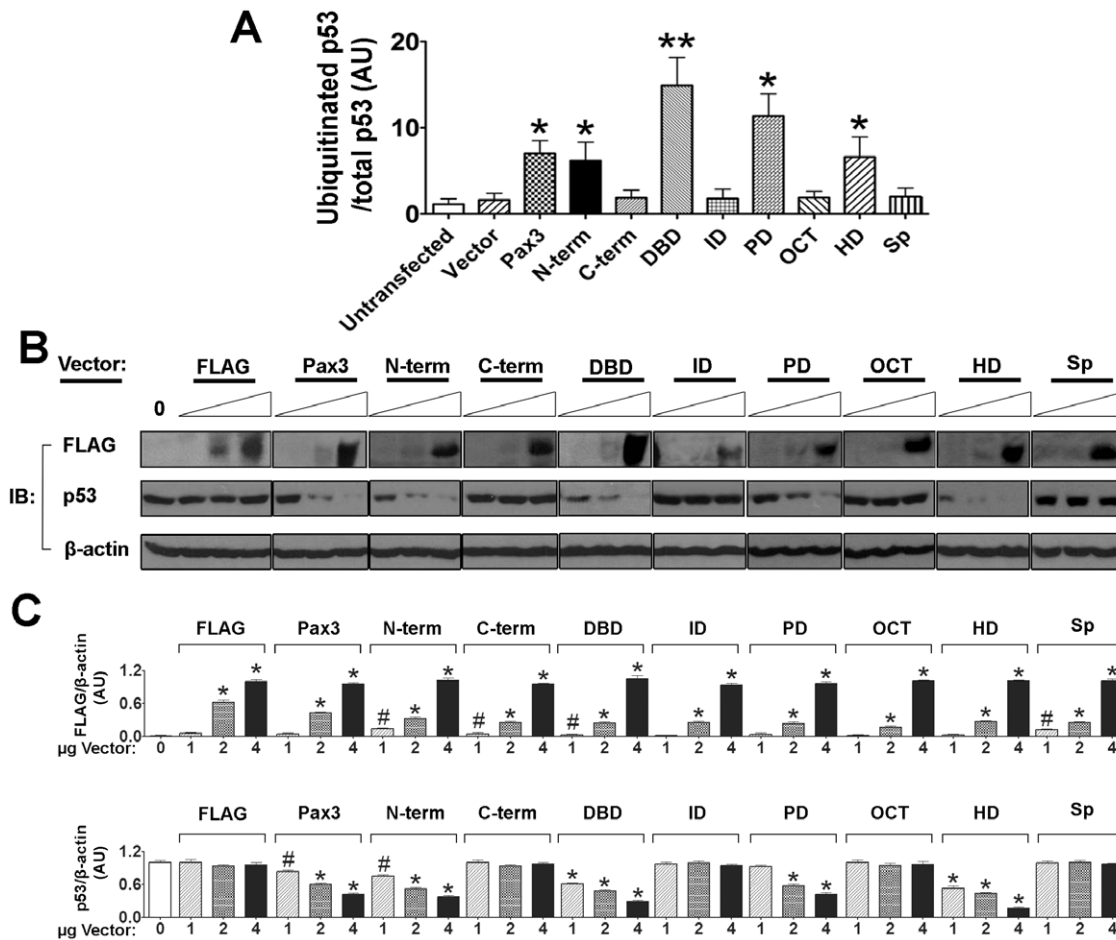 A
Ubiquitinated p53
/total p53 (AU)
20
10
0
** 
* * * *
Untransfected Vector Pax3 N-term C-term DBD ID PD OCT HD Sp
B
Vector: FLAG Pax3 N-term C-term DBD ID PD OCT HD Sp
0
IB:
FLAG
p53
β-actin
C
FLAG Pax3 N-term C-term DBD ID PD OCT HD Sp
FLAG/β-actin
(AU)
1.2
0.6
0.0
* * * * # * * # * * # * * * * * * * * * * # * *
µg Vector: 0 1 2 4 1 2 4 1 2 4 1 2 4 1 2 4 1 2 4 1 2 4 1 2 4 1 2 4 1 2 4
FLAG Pax3 N-term C-term DBD ID PD OCT HD Sp
p53/β-actin
(AU)
1.2
0.6
0.0
# * * # * * * * * * * * * *
µg Vector: 0 1 2 4 1 2 4 1 2 4 1 2 4 1 2 4 1 2 4 1 2 4 1 2 4 1 2 4 1 2 4